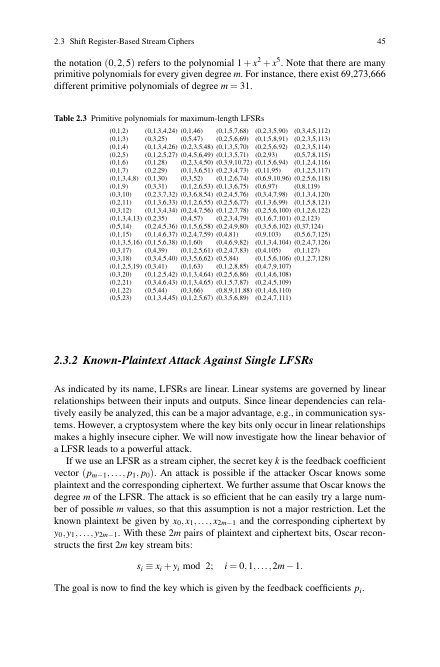 2.3 Shift Register-Based Stream Ciphers 45
the notation (0,2,5) refers to the polynomial 1 + x² + x⁵. Note that there are many
primitive polynomials for every given degree m. For instance, there exist 69,273,666
different primitive polynomials of degree m = 31.
Table 2.3 Primitive polynomials for maximum-length LFSRs
(0,1,2) (0,1,3,4,24) (0,1,46) (0,1,5,7,68) (0,2,3,5,90) (0,3,4,5,112)
(0,1,3) (0,3,25) (0,5,47) (0,2,5,6,69) (0,1,5,8,91) (0,2,3,5,113)
(0,1,4) (0,1,3,4,26) (0,2,3,5,48) (0,1,3,5,70) (0,2,5,6,92) (0,2,3,5,114)
(0,2,5) (0,1,2,5,27) (0,4,5,6,49) (0,1,3,5,71) (0,2,93) (0,5,7,8,115)
(0,1,6) (0,1,28) (0,2,3,4,50) (0,3,9,10,72) (0,1,5,6,94) (0,1,2,4,116)
(0,1,7) (0,2,29) (0,1,3,6,51) (0,2,3,4,73) (0,11,95) (0,1,2,5,117)
(0,1,3,4,8) (0,1,30) (0,3,52) (0,1,2,6,74) (0,6,9,10,96) (0,2,5,6,118)
(0,1,9) (0,3,31) (0,1,2,6,53) (0,1,3,6,75) (0,6,97) (0,8,119)
(0,3,10) (0,2,3,7,32) (0,3,6,8,54) (0,2,4,5,76) (0,3,4,7,98) (0,1,3,4,120)
(0,2,11) (0,1,3,6,33) (0,1,2,6,55) (0,2,5,6,77) (0,1,3,6,99) (0,1,5,8,121)
(0,3,12) (0,1,3,4,34) (0,2,4,7,56) (0,1,2,7,78) (0,2,5,6,100) (0,1,2,6,122)
(0,1,3,4,13) (0,2,35) (0,4,57) (0,2,3,4,79) (0,1,6,7,101) (0,2,123)
(0,5,14) (0,2,4,5,36) (0,1,5,6,58) (0,2,4,9,80) (0,3,5,6,102) (0,37,124)
(0,1,15) (0,1,4,6,37) (0,2,4,7,59) (0,4,81) (0,9,103) (0,5,6,7,125)
(0,1,3,5,16) (0,1,5,6,38) (0,1,60) (0,4,6,9,82) (0,1,3,4,104) (0,2,4,7,126)
(0,3,17) (0,4,39) (0,1,2,5,61) (0,2,4,7,83) (0,4,105) (0,1,127)
(0,3,18) (0,3,4,5,40) (0,3,5,6,62) (0,5,84) (0,1,5,6,106) (0,1,2,7,128)
(0,1,2,5,19) (0,3,41) (0,1,63) (0,1,2,8,85) (0,4,7,9,107)
(0,3,20) (0,1,2,5,42) (0,1,3,4,64) (0,2,5,6,86) (0,1,4,6,108)
(0,2,21) (0,3,4,6,43) (0,1,3,4,65) (0,1,5,7,87) (0,2,4,5,109)
(0,1,22) (0,5,44) (0,3,66) (0,8,9,11,88) (0,1,4,6,110)
(0,5,23) (0,1,3,4,45) (0,1,2,5,67) (0,3,5,6,89) (0,2,4,7,111)
2.3.2 Known-Plaintext Attack Against Single LFSRs
As indicated by its name, LFSRs are linear. Linear systems are governed by linear
relationships between their inputs and outputs. Since linear dependencies can rela-
tively easily be analyzed, this can be a major advantage, e.g., in communication sys-
tems. However, a cryptosystem where the key bits only occur in linear relationships
makes a highly insecure cipher. We will now investigate how the linear behavior of
a LFSR leads to a powerful attack.
If we use an LFSR as a stream cipher, the secret key k is the feedback coefficient
vector (pₘ₋₁,...,p₁,p₀). An attack is possible if the attacker Oscar knows some
plaintext and the corresponding ciphertext. We further assume that Oscar knows the
degree m of the LFSR. The attack is so efficient that he can easily try a large num-
ber of possible m values, so that this assumption is not a major restriction. Let the
known plaintext be given by x₀,x₁,...,x₂ₘ₋₁ and the corresponding ciphertext by
y₀,y₁,...,y₂ₘ₋₁. With these 2m pairs of plaintext and ciphertext bits, Oscar recon-
structs the first 2m key stream bits:
sᵢ ≡ xᵢ + yᵢ mod 2; i = 0,1,...,2m − 1.
The goal is now to find the key which is given by the feedback coefficients pᵢ.